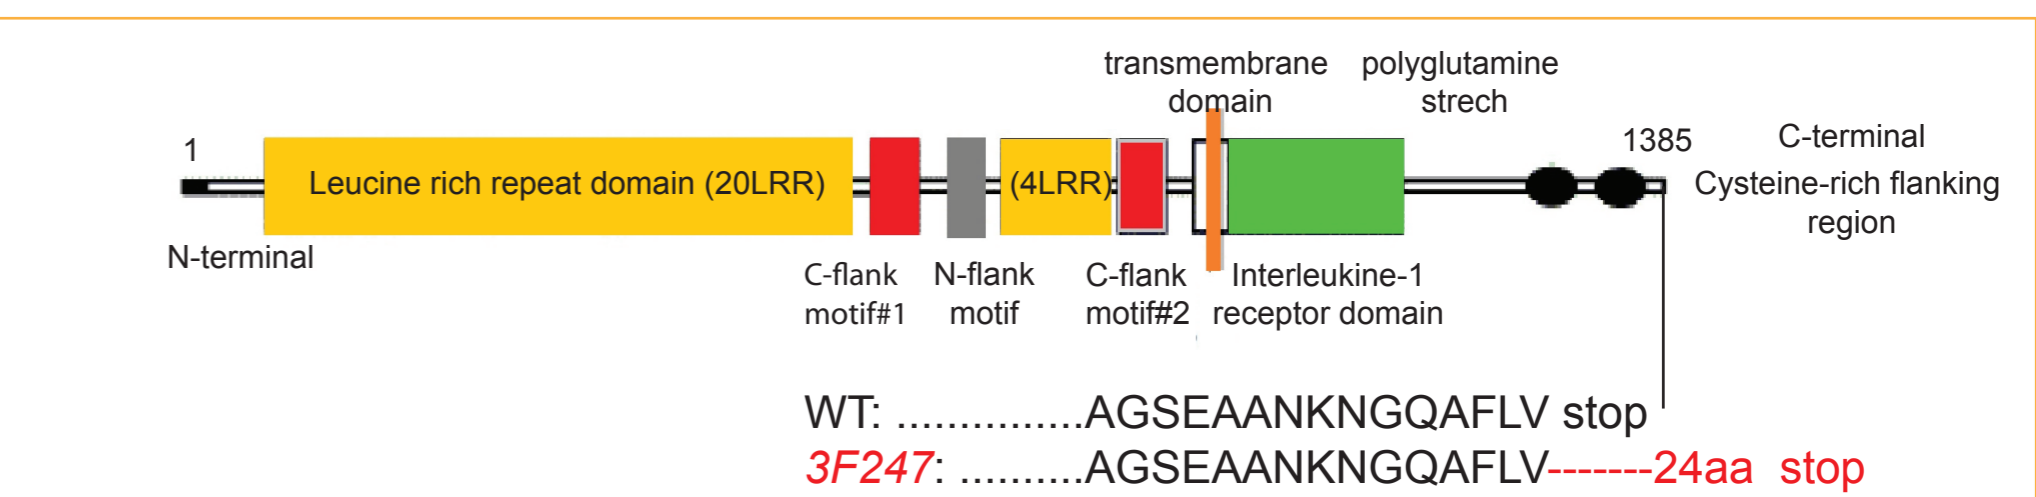 transmembrane
domain
polyglutamine
strech
1
1385
C-terminal
Cysteine-rich flanking
region
Leucine rich repeat domain (20LRR)
(4LRR)
N-terminal
C-flank
motif#1
N-flank
motif
C-flank
motif#2
Interleukine-1
receptor domain
WT: ...............AGSEAANKNGQAFLV stop
3F247: ..........AGSEAANKNGQAFLV-------24aa stop